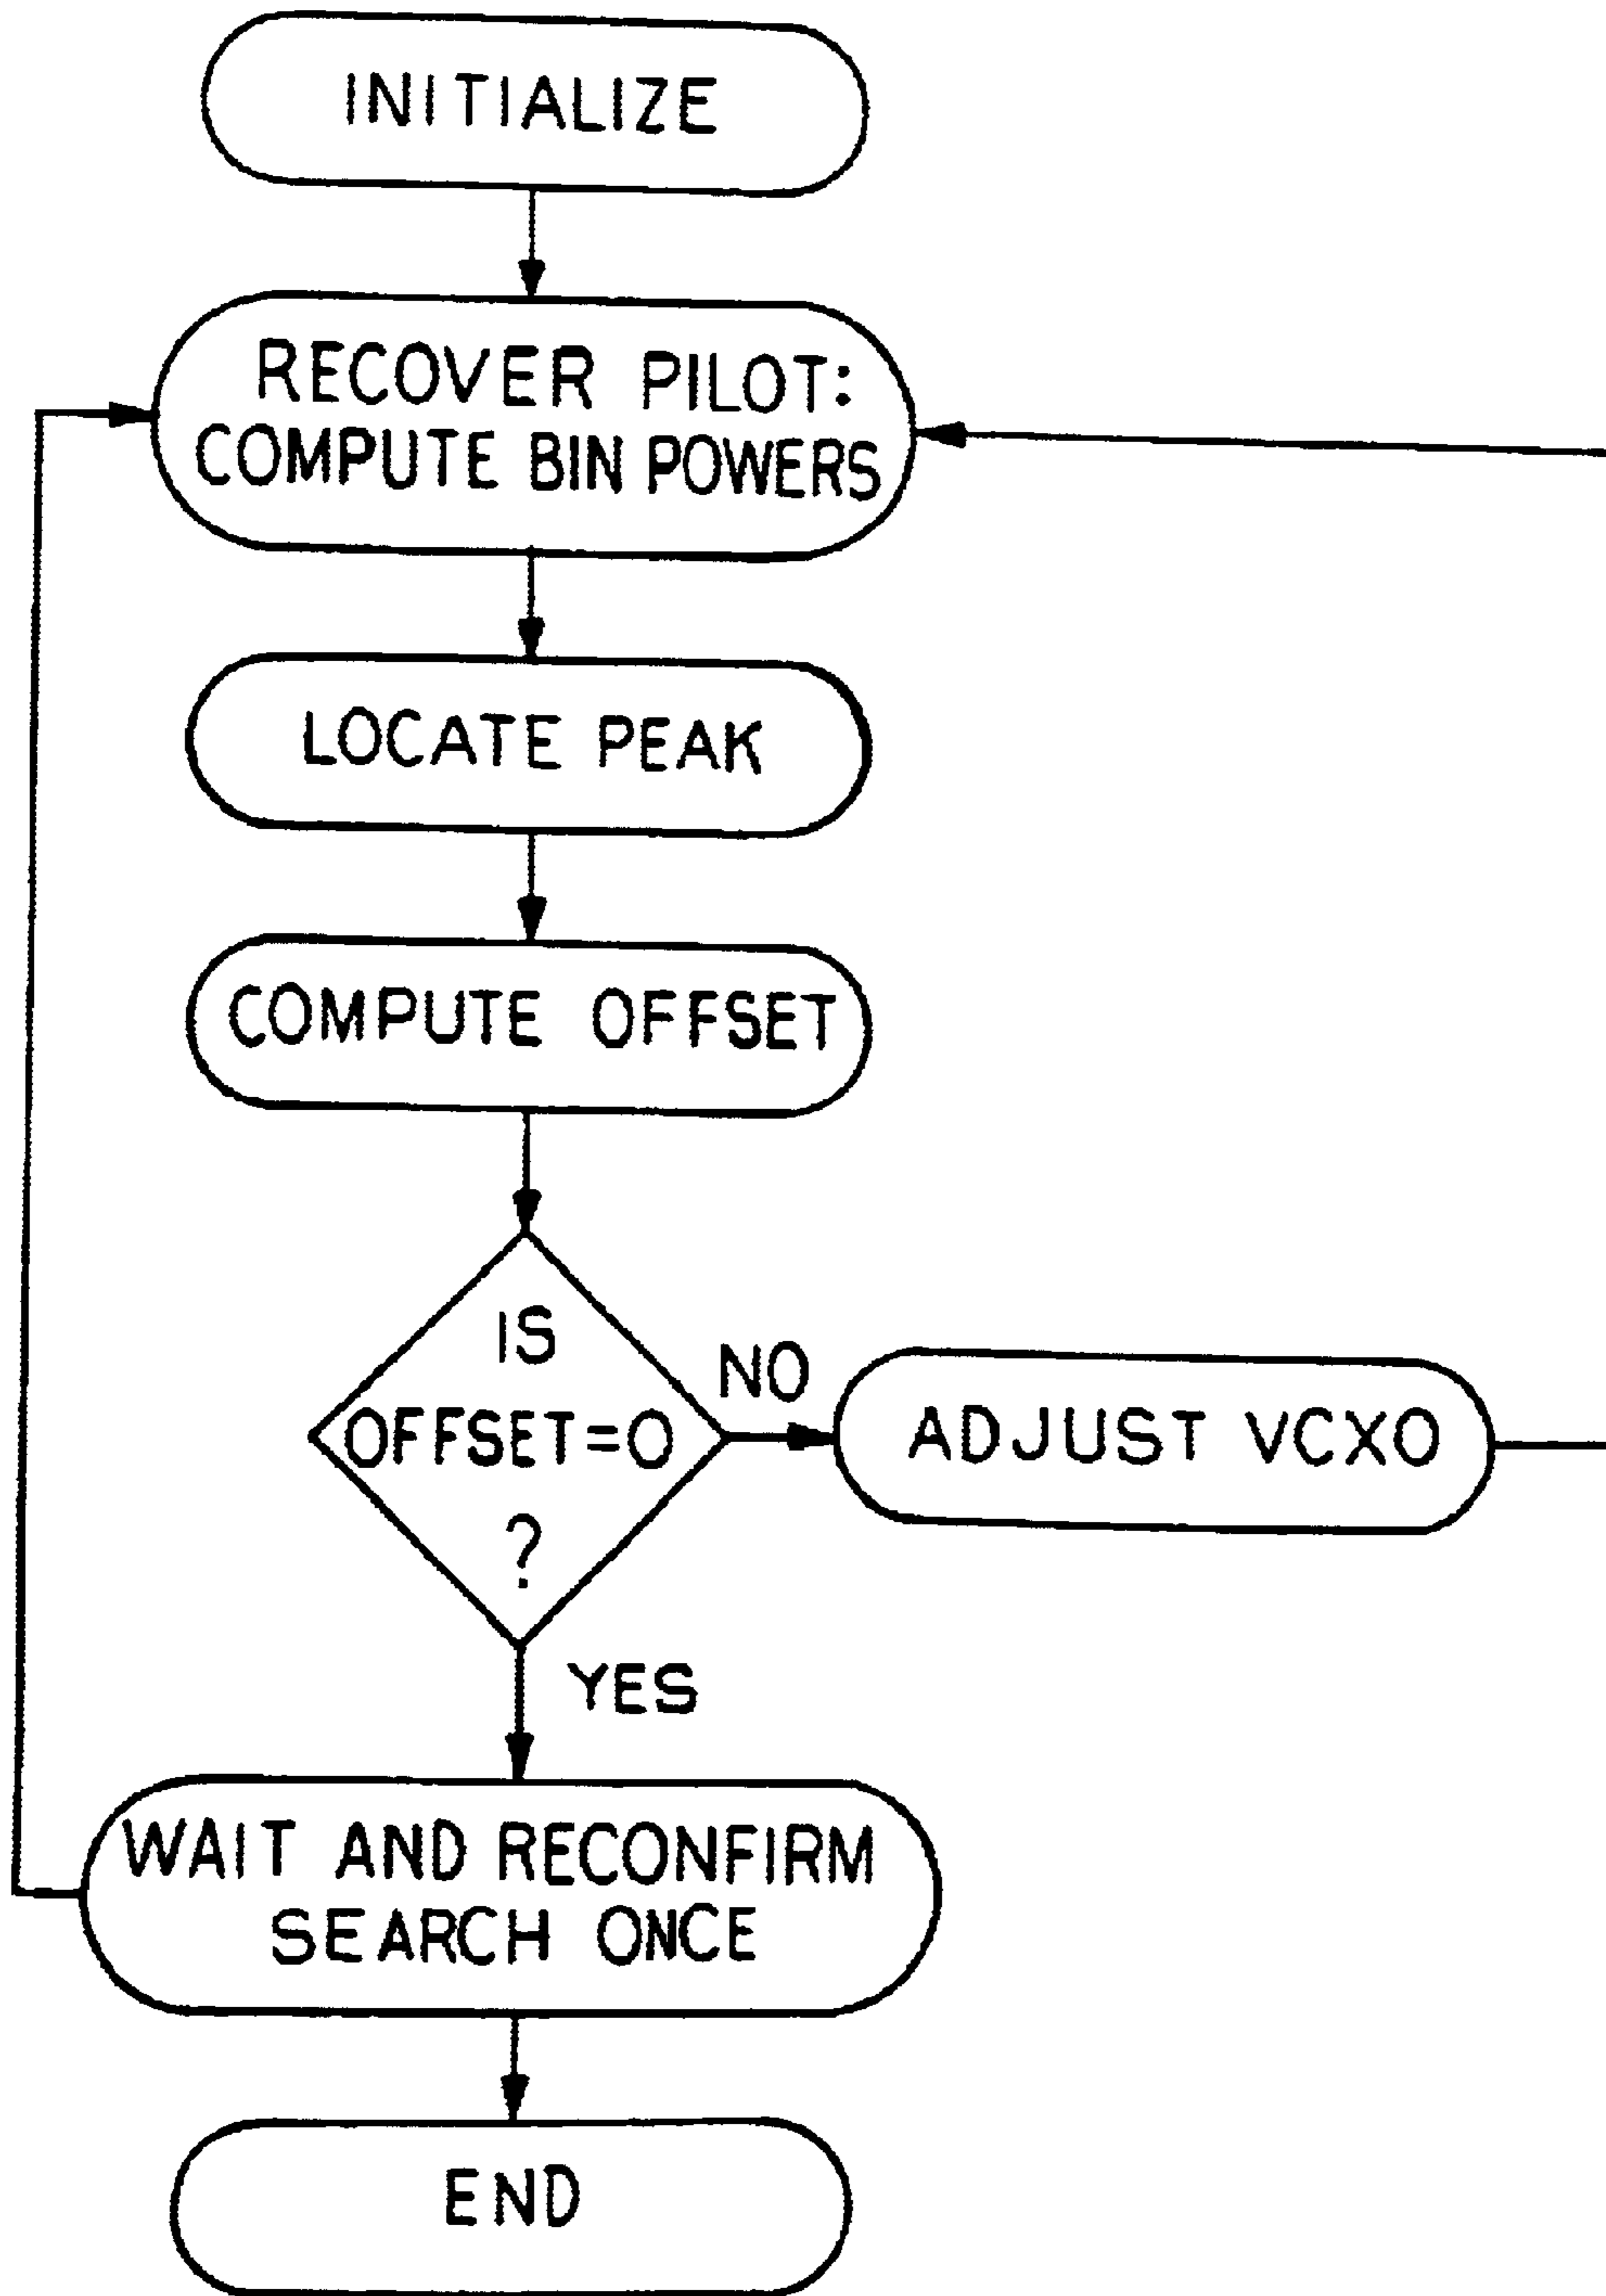 INITIALIZE
RECOVER PILOT:
COMPUTE BIN POWERS
LOCATE PEAK
COMPUTE OFFSET
IS
OFFSET=0
?
NO
ADJUST VCXO
YES
WAIT AND RECONFIRM
SEARCH ONCE
END